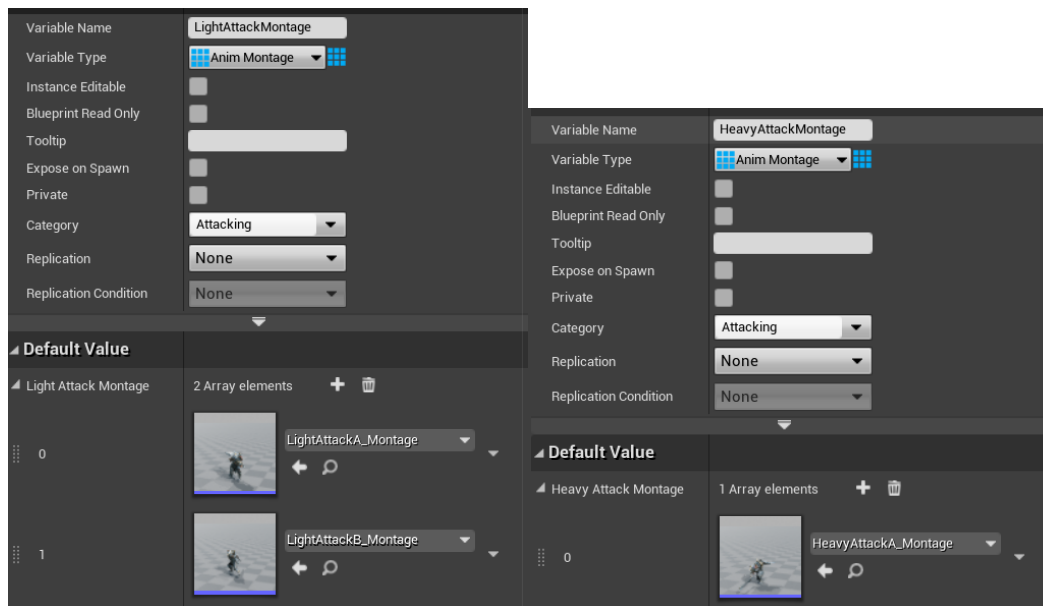 Variable Name LightAttackMontage
Variable Type Anim Montage
Instance Editable
Blueprint Read Only
Tooltip
Expose on Spawn
Private
Category Attacking
Replication None
Replication Condition None
Default Value
Light Attack Montage 2 Array elements
0 LightAttackA_Montage
1 LightAttackB_Montage
Variable Name HeavyAttackMontage
Variable Type Anim Montage
Instance Editable
Blueprint Read Only
Tooltip
Expose on Spawn
Private
Category Attacking
Replication None
Replication Condition None
Default Value
Heavy Attack Montage 1 Array elements
0 HeavyAttackA_Montage